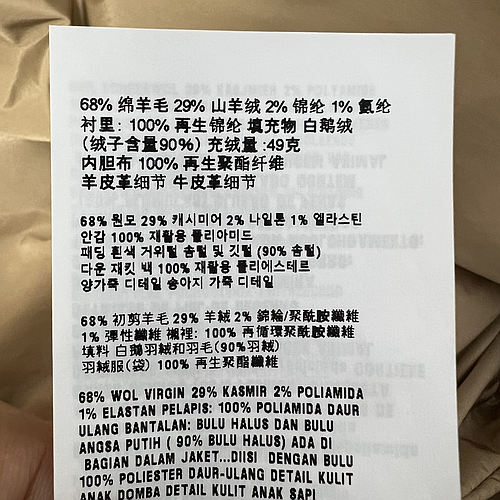 68% 绵羊毛 29% 山羊绒 2% 锦纶 1% 氨纶
衬里: 100% 再生锦纶 填充物 白鹅绒
(绒子含量90%) 充绒量 :49克
内胆布 100% 再生聚酯纤维
羊皮革细节 牛皮革细节
68% 원모 29% 캐시미어 2% 나일론 1% 엘라스틴
안감 100% 재활용 폴리아미드
패딩 흰색 거위털 솜털 및 깃털 (90% 솜털)
다운 재킷 백 100% 재활용 폴리에스테르
양가죽 디테일 송아지 가죽 디테일
68% 初剪羊毛 29% 羊绒 2% 錦綸/聚酰胺纖維
1% 彈性纖維 襯裡: 100% 再循環聚酰胺纖維
填料 白鵝羽絨和羽毛(90%羽絨)
羽絨服(袋) 100% 再生聚酯纖維
68% WOL VIRGIN 29% KASMIR 2% POLIAMIDA
1% ELASTAN PELAPIS: 100% POLIAMIDA DAUR
ULANG BANTALAN: BULU HALUS DAN BULU
ANGSA PUTIH ( 90% BULU HALUS) ADA DI
BAGIAN DALAM JAKET...DIISI DENGAN BULU
100% POLIESTER DAUR-ULANG DETAIL KULIT
ANAK DOMBA DETAIL KULIT ANAK SAPI